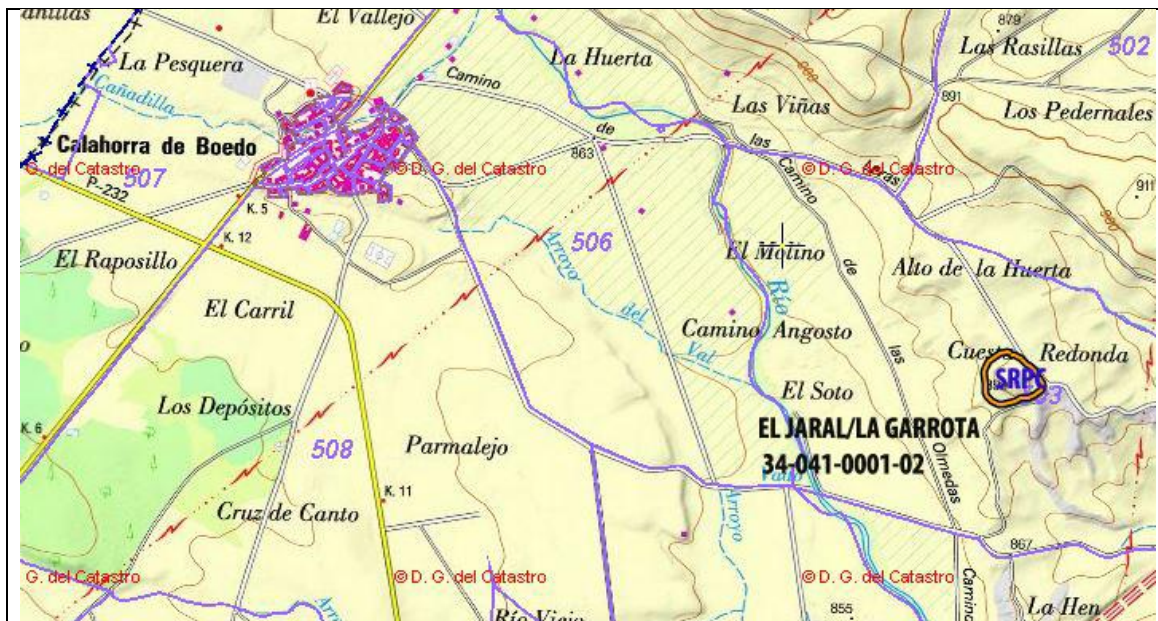 anillas
El Vallejo
879
Las Rasillas
502
La Huerta
La Pesquera
Camino
900
Las Viñas
891
Los Pedernales
Cañadilla
Calahorra de Boedo
de
863
las
Eras
G. del Catastro
© D. G. del Catastro
© D. G. del Catastro
507
P-232
Camino
911
K. 5
900
K. 12
506
El Molino
El Raposillo
Arroyo
Alto de la Huerta
de
Río
El Carril
del
Camino Angosto
las
Val
Cuesta Redonda
SRPC
El Soto
Los Depósitos
EL JARAL/LA GARROTA
K. 6
508
Parmalejo
34-041-0001-02
Olmedas
K. 11
Arroyo
Cruz de Canto
867
G. del Catastro
© D. G. del Catastro
© D. G. del Catastro
Camino
Río Viejo
855
La Hen